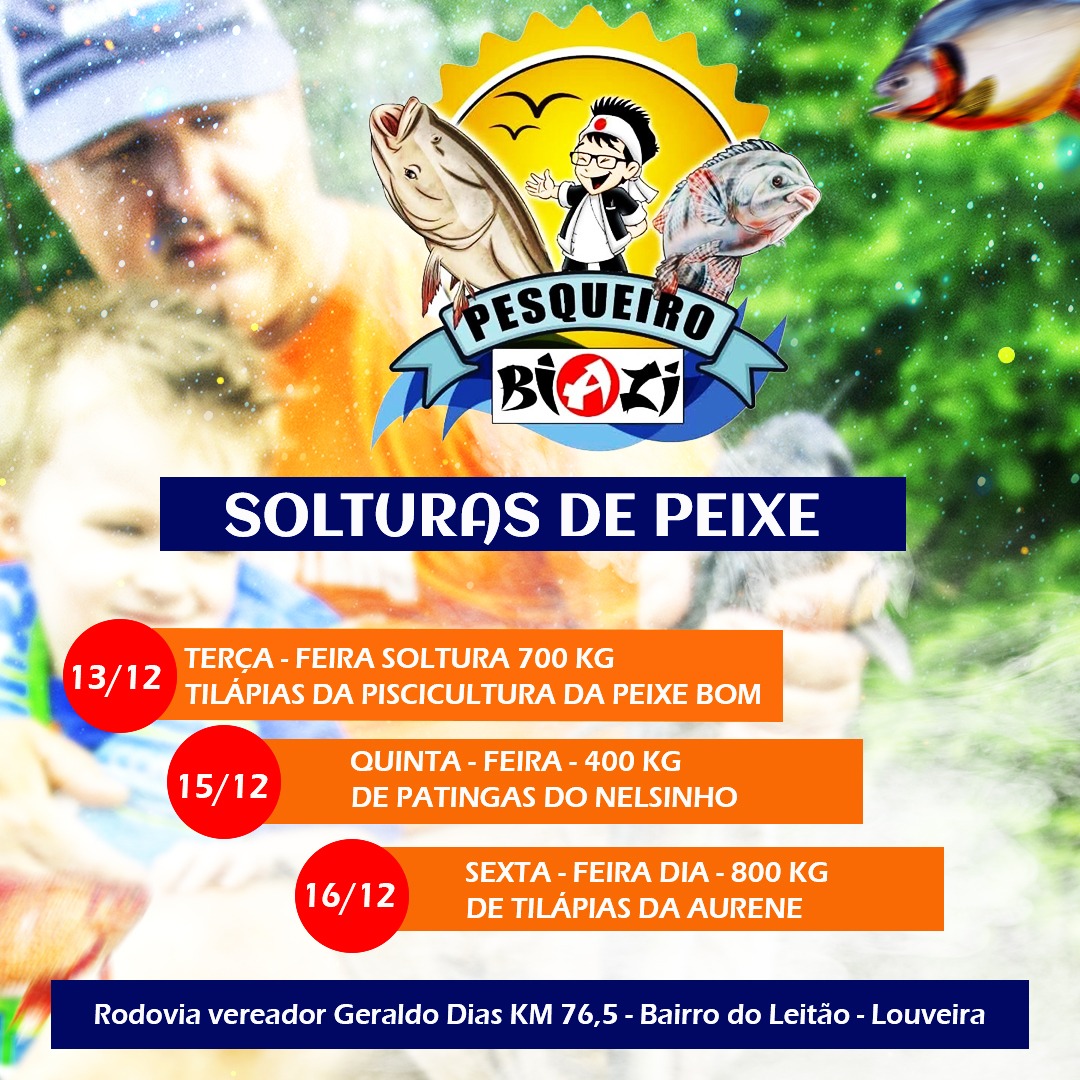 PESQUEIRO
BIAZI
SOLTURAS DE PEIXE
13/12
TERÇA - FEIRA SOLTURA 700 KG
TILÁPIAS DA PISCICULTURA DA PEIXE BOM
15/12
QUINTA - FEIRA - 400 KG
DE PATINGAS DO NELSINHO
16/12
SEXTA - FEIRA DIA - 800 KG
DE TILÁPIAS DA AURENE
Rodovia vereador Geraldo Dias KM 76,5 - Bairro do Leitão - Louveira